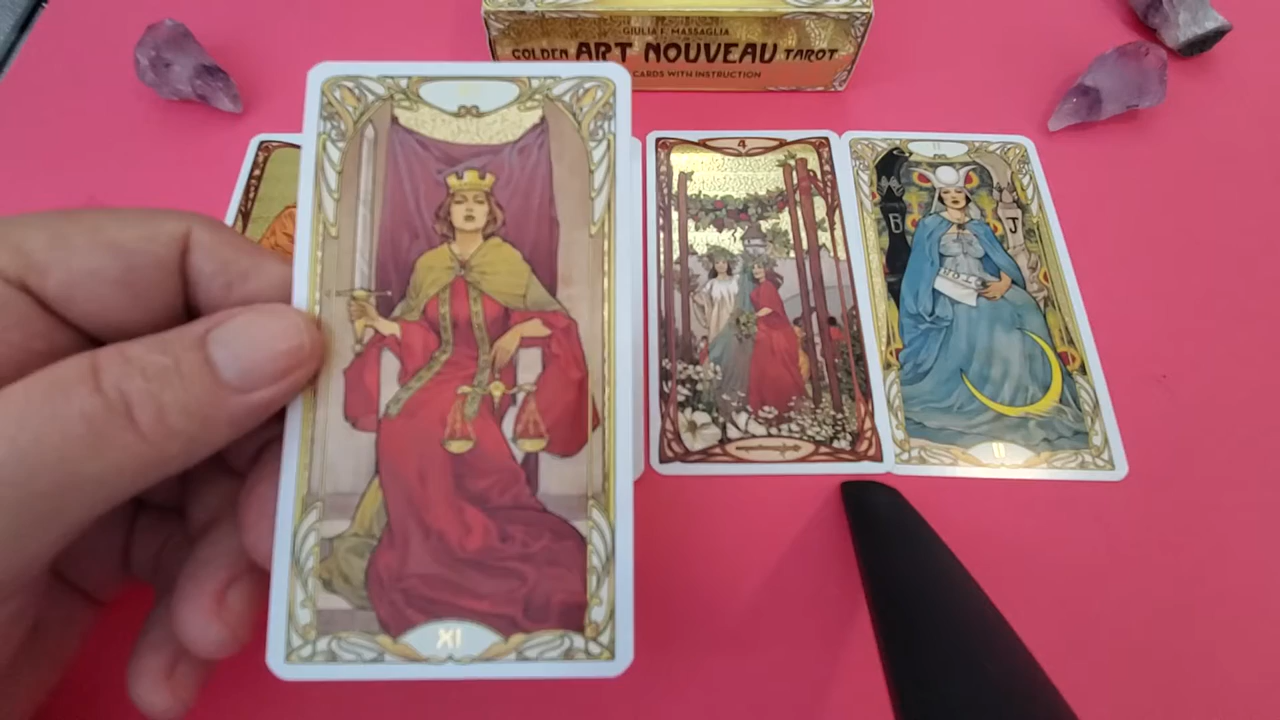 GIULIA F. MASSAGLIA
GOLDEN ART NOUVEAU TAROT
CARDS WITH INSTRUCTION
4
II
B
J
II
XI